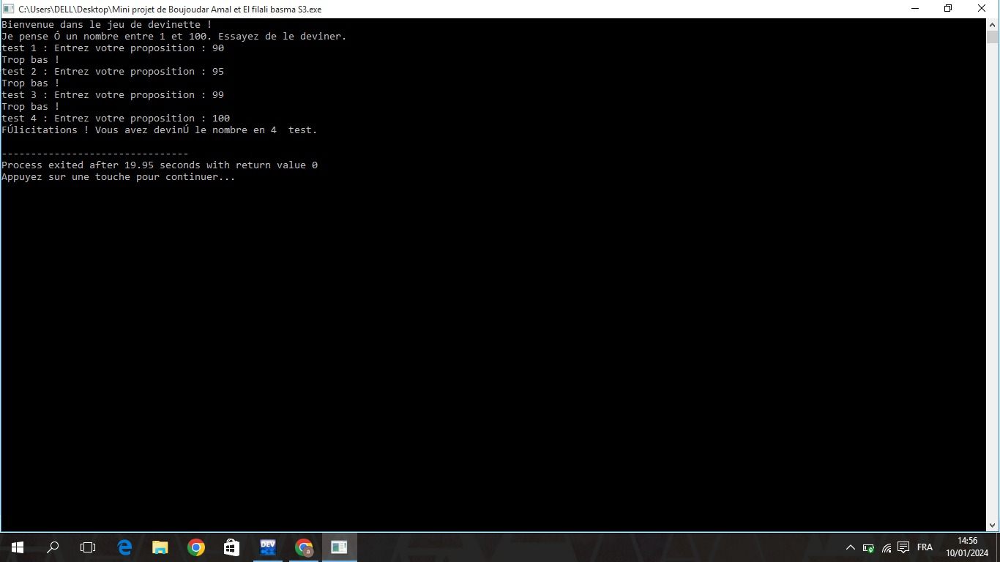 C:\Users\DELL\Desktop\Mini projet de Boujoudar Amal et El filali basma S3.exe
Bienvenue dans le jeu de devinette !
Je pense Ó un nombre entre 1 et 100. Essayez de le deviner.
test 1 : Entrez votre proposition : 90
Trop bas !
test 2 : Entrez votre proposition : 95
Trop bas !
test 3 : Entrez votre proposition : 99
Trop bas !
test 4 : Entrez votre proposition : 100
FÚlicitations ! Vous avez devinÚ le nombre en 4  test.
--------------------------------
Process exited after 19.95 seconds with return value 0
Appuyez sur une touche pour continuer...
DEV
C++
a
FRA
14:56
10/01/2024